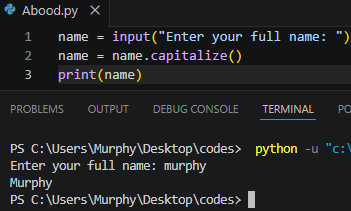 Abood.py
1 name = input("Enter your full name: ")
2 name = name.capitalize()
3 print(name)
PROBLEMS OUTPUT DEBUG CONSOLE TERMINAL PO
PS C:\Users\Murphy\Desktop\codes> python -u "c:\
Enter your full name: murphy
Murphy
PS C:\Users\Murphy\Desktop\codes>